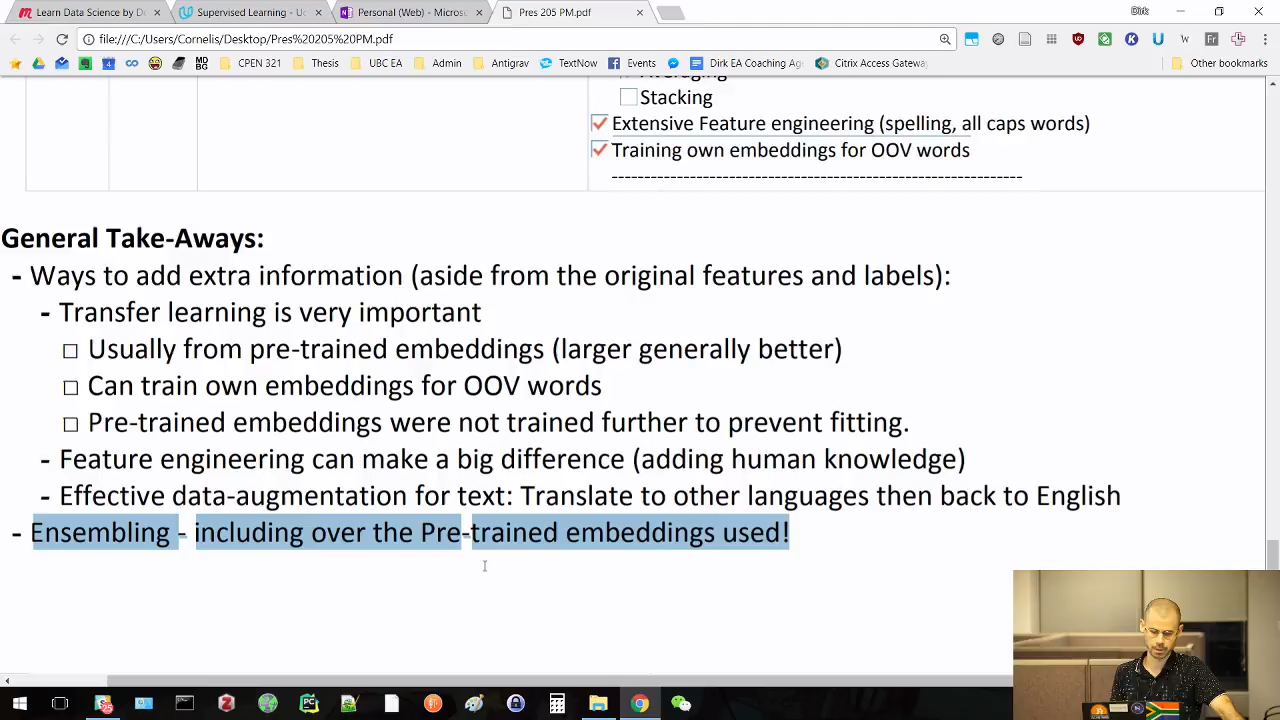 Learn Data Science by D
Supervised Learning - Uc
Personal (Web) - Micros
Pres 205 PM.pdf
Dirk
file:///C:/Users/Cornelis/Desktop/Pres%20205%20PM.pdf
CPEN 321
Thesis
UBC EA
Admin
Antigrav
TextNow
Events
Dirk EA Coaching Ag
Citrix Access Gateway
Other bookmarks
Averaging
Stacking
Extensive Feature engineering (spelling, all caps words)
Training own embeddings for OOV words
---------------------------------------------------------------
General Take-Aways:
- Ways to add extra information (aside from the original features and labels):
- Transfer learning is very important
□ Usually from pre-trained embeddings (larger generally better)
□ Can train own embeddings for OOV words
□ Pre-trained embeddings were not trained further to prevent fitting.
- Feature engineering can make a big difference (adding human knowledge)
- Effective data-augmentation for text: Translate to other languages then back to English
- Ensembling - including over the Pre-trained embeddings used!